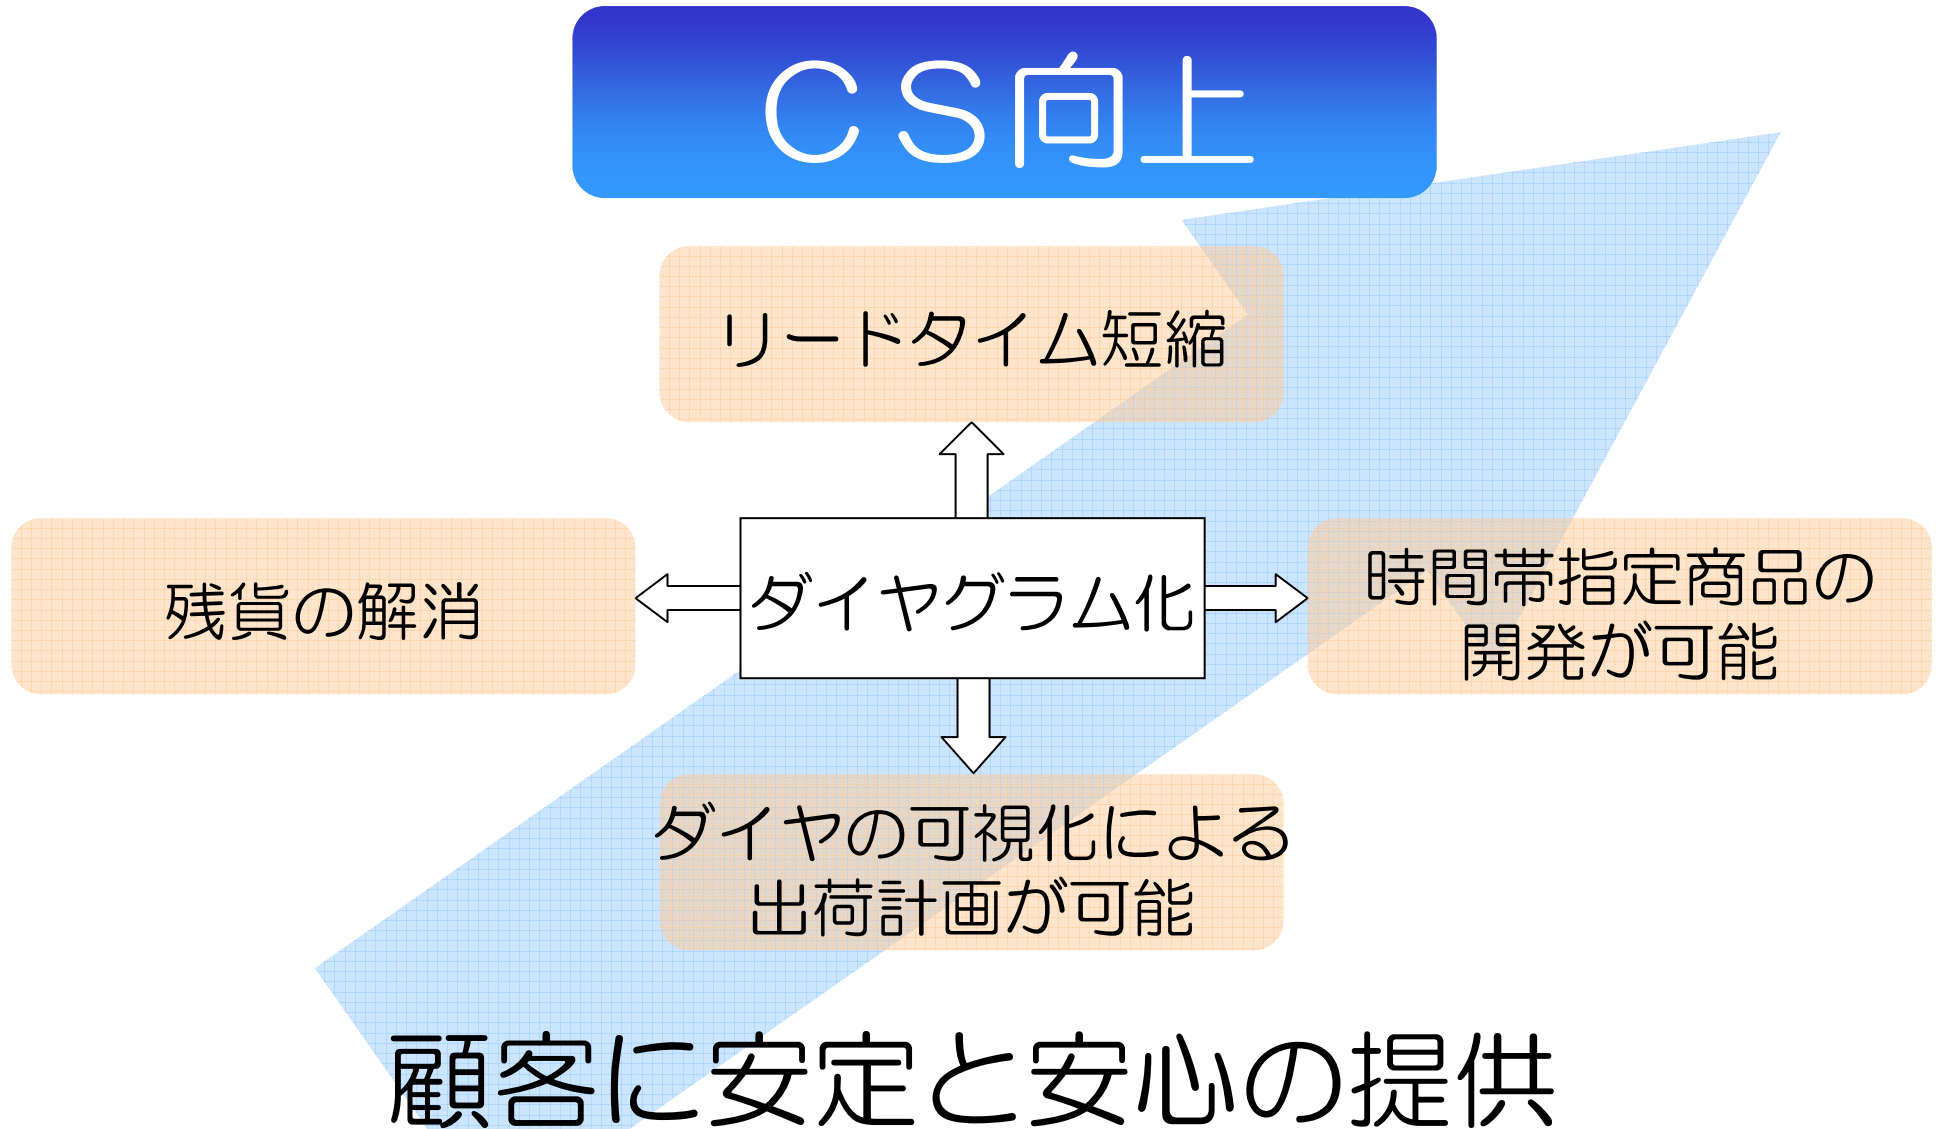 ＣＳ向上
リードタイム短縮
残貨の解消
ダイヤグラム化
時間帯指定商品の
開発が可能
ダイヤの可視化による
出荷計画が可能
顧客に安定と安心の提供